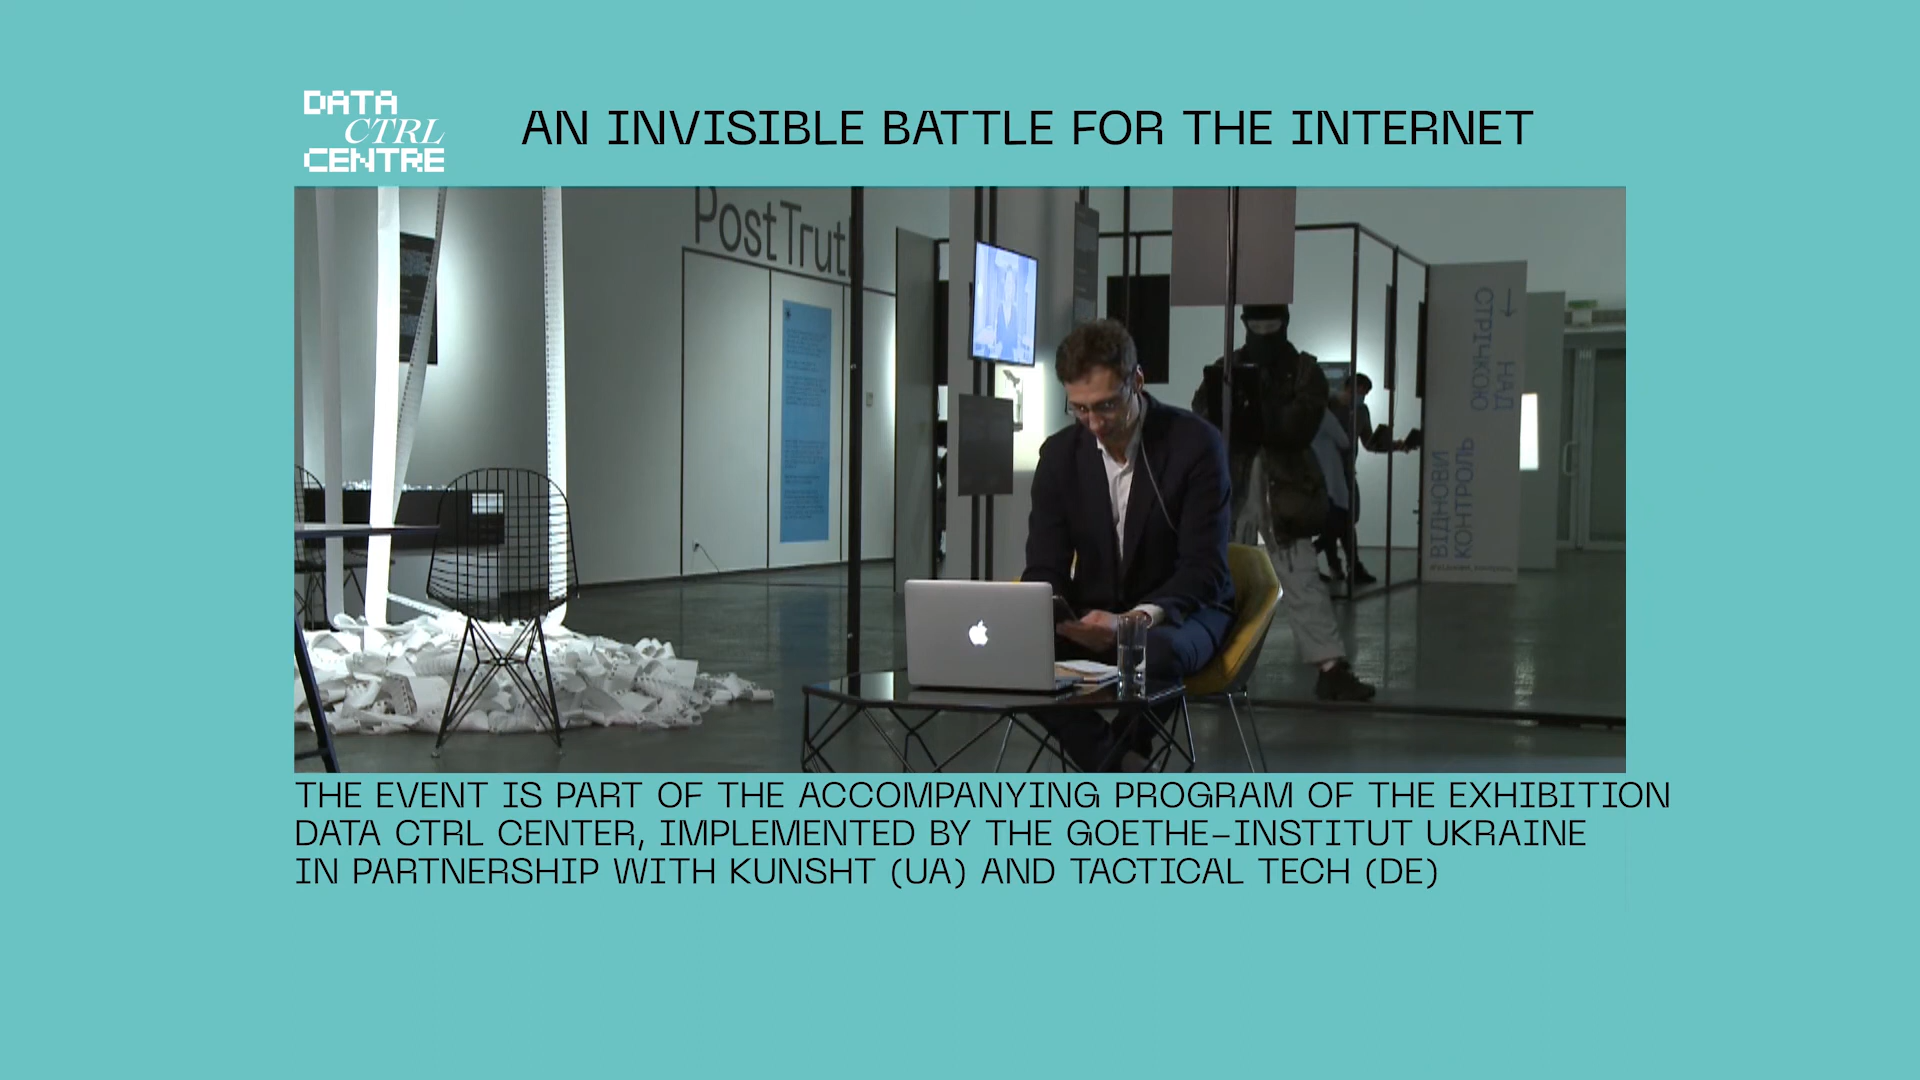 DATA
CTRL
CENTRE
AN INVISIBLE BATTLE FOR THE INTERNET
PostTrut
СТРІЧКОЮ
НАД
ВІДНОВИ
КОНТРОЛЬ
THE EVENT IS PART OF THE ACCOMPANYING PROGRAM OF THE EXHIBITION
DATA CTRL CENTER, IMPLEMENTED BY THE GOETHE-INSTITUT UKRAINE
IN PARTNERSHIP WITH KUNSHT (UA) AND TACTICAL TECH (DE)